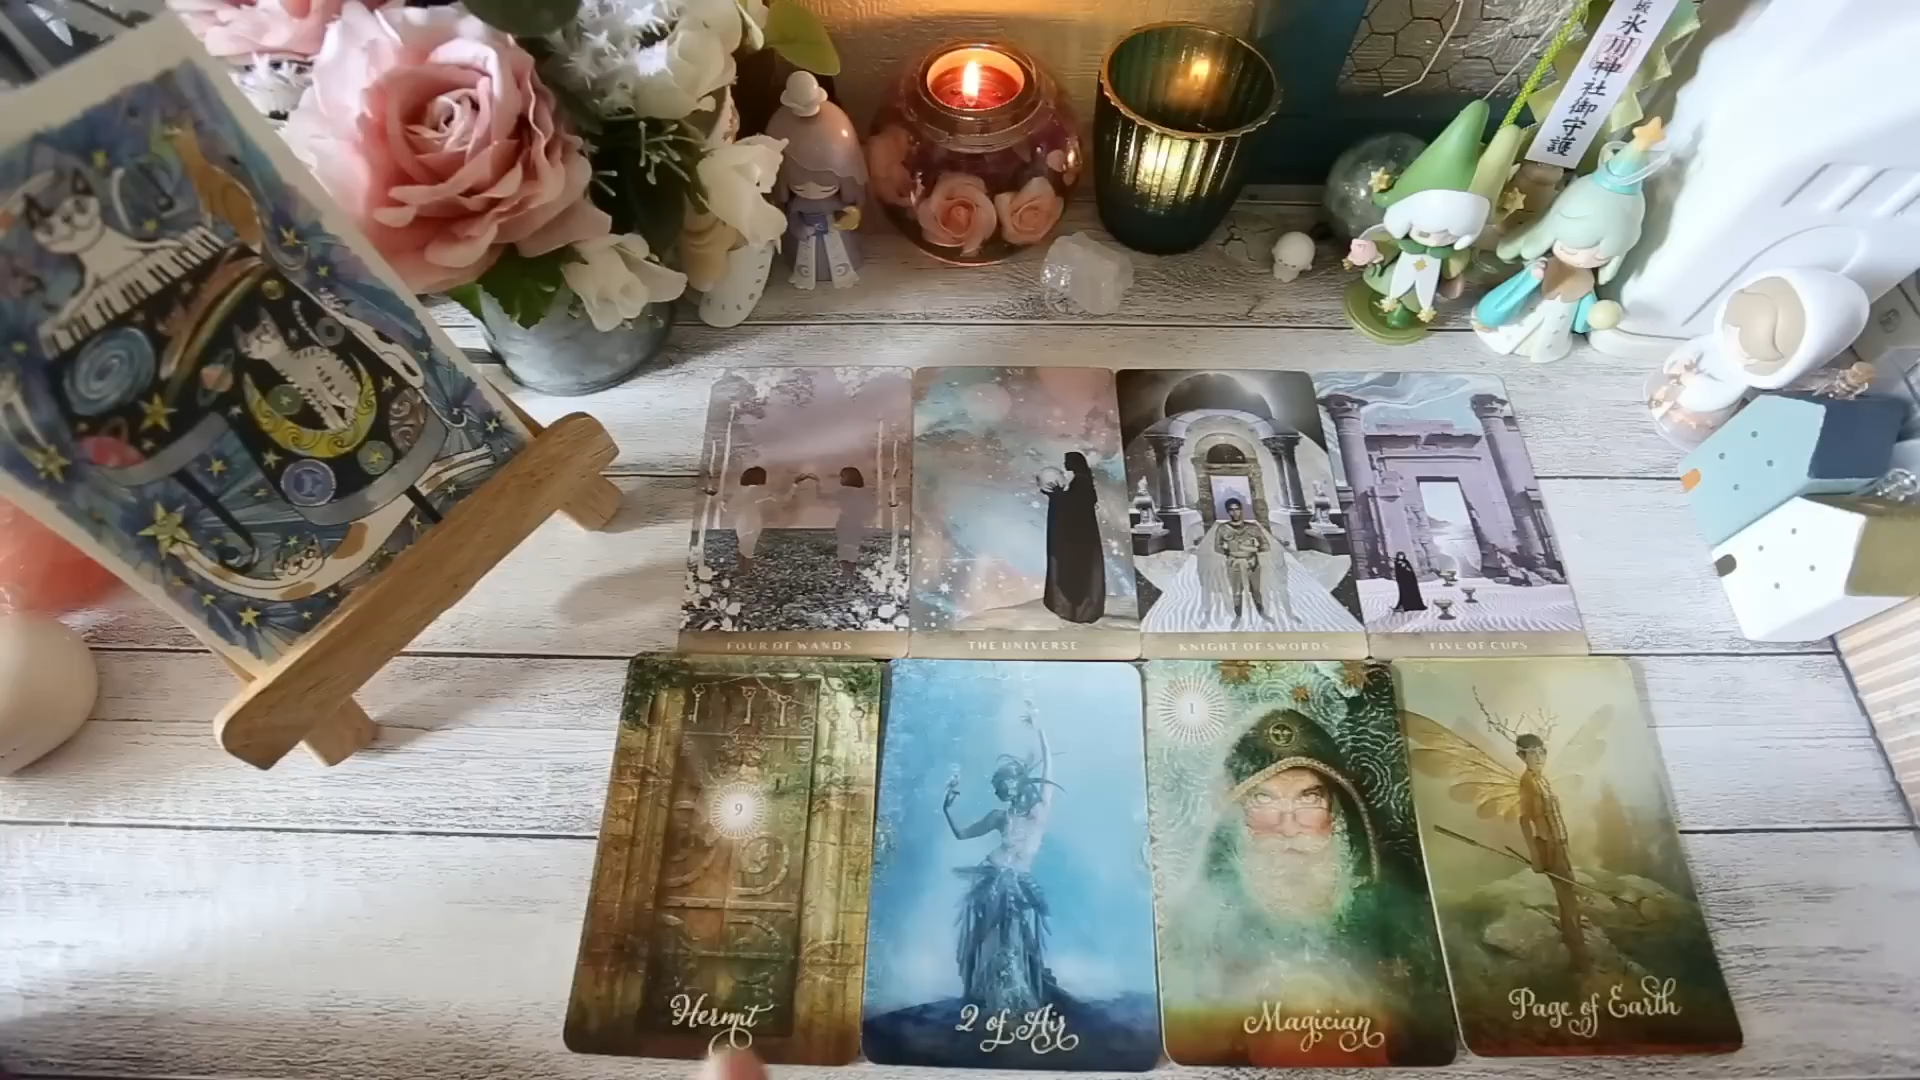 氷川神社御守護
XXI
FOUR OF WANDS
THE UNIVERSE
KNIGHT OF SWORDS
FIVE OF CUPS
9
1
Hermit
2 of Air
Magician
Page of Earth